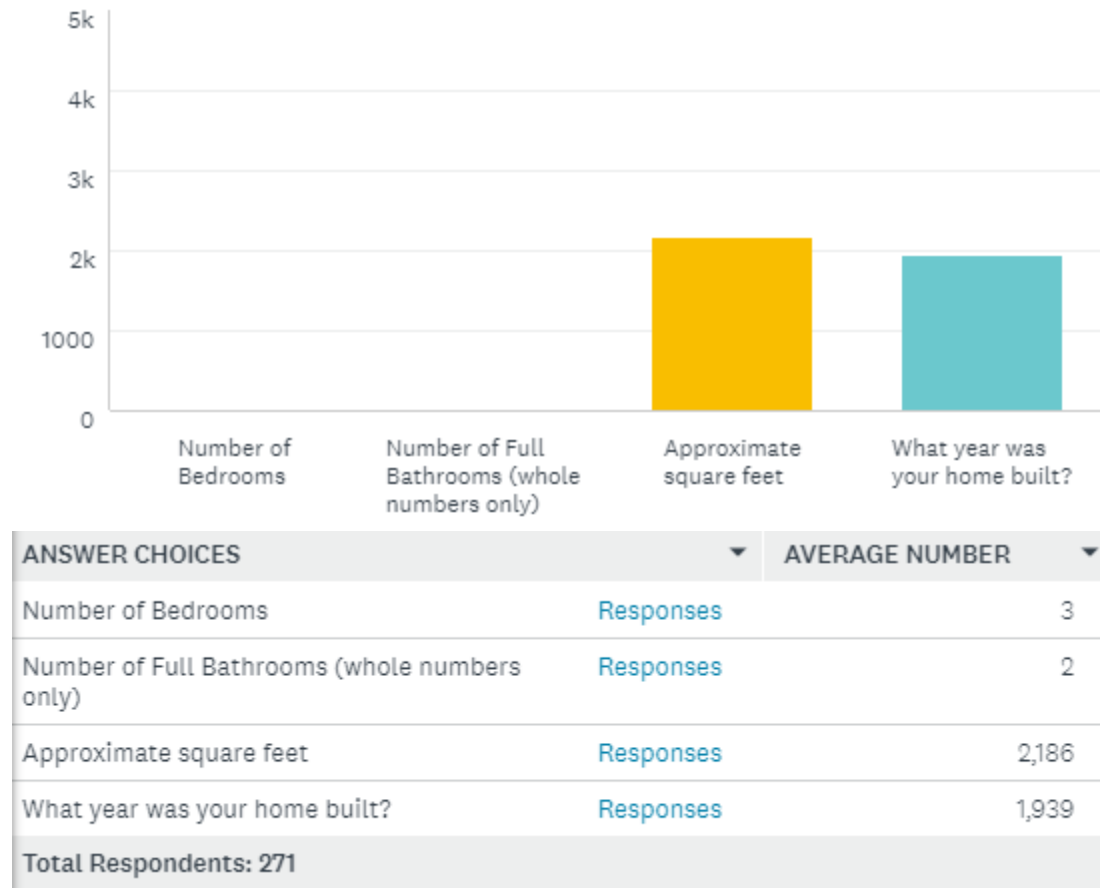 5k
4k
3k
2k
1000
0
Number of
Bedrooms
Number of Full
Bathrooms (whole
numbers only)
Approximate
square feet
What year was
your home built?
ANSWER CHOICES AVERAGE NUMBER
Number of Bedrooms Responses 3
Number of Full Bathrooms (whole numbers Responses 2
only)
Approximate square feet Responses 2,186
What year was your home built? Responses 1,939
Total Respondents: 271